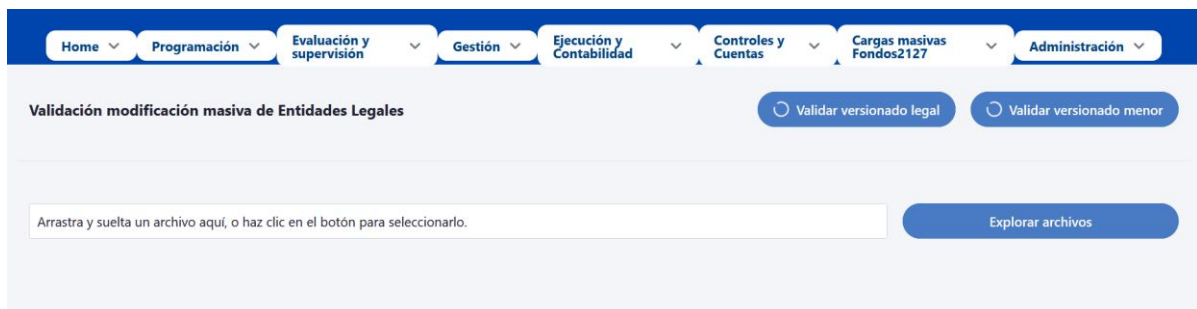 Home
Programación
Evaluación y
supervisión
Gestión
Ejecución y
Contabilidad
Controles y
Cuentas
Cargas masivas
Fondos2127
Administración
Validación modificación masiva de Entidades Legales
Validar versionado legal
Validar versionado menor
Arrastra y suelta un archivo aquí, o haz clic en el botón para seleccionarlo.
Explorar archivos